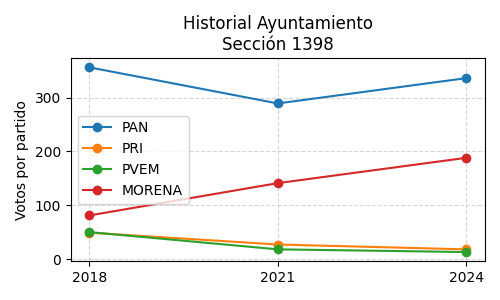 Historial Ayuntamiento
Sección 1398
Votos por partido
300
200
100
0
PAN
PRI
PVEM
MORENA
2018
2021
2024